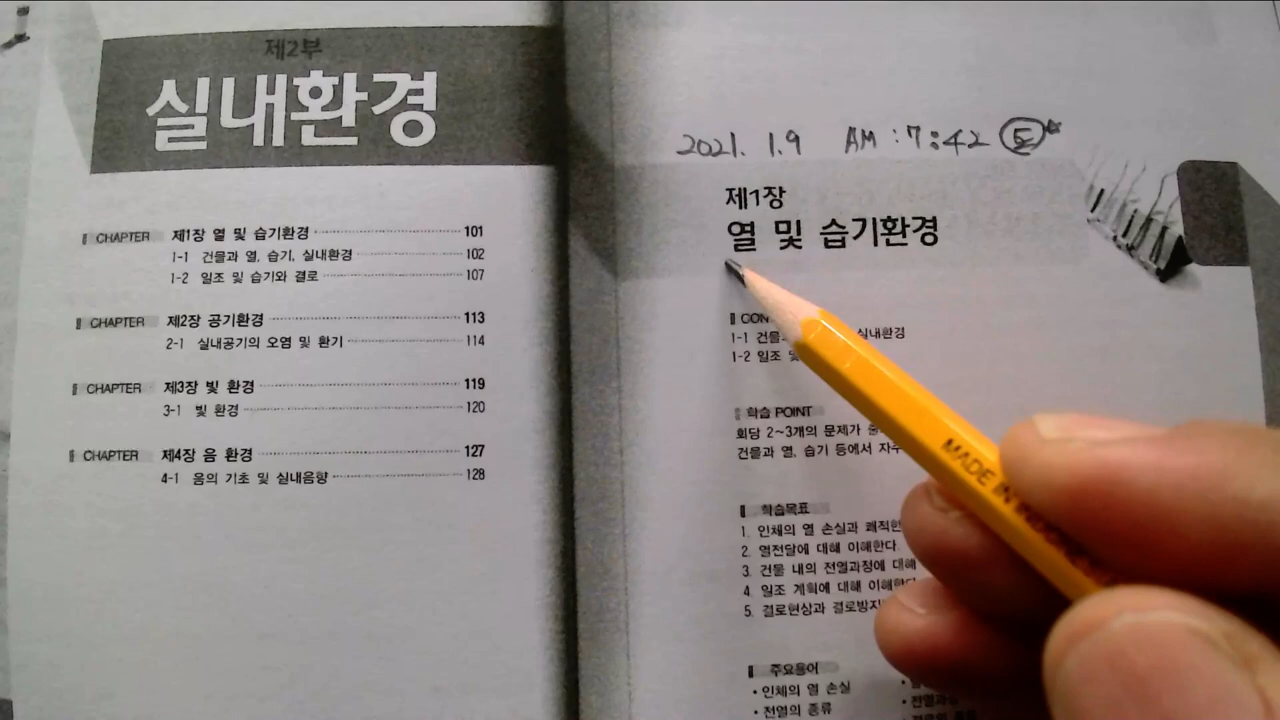 제2부
실내환경
CHAPTER 제1장 열 및 습기환경 101
1-1 건물과 열, 습기, 실내환경 102
1-2 일조 및 습기와 결로 107
CHAPTER 제2장 공기환경 113
2-1 실내공기의 오염 및 환기 114
CHAPTER 제3장 빛 환경 119
3-1 빛 환경 120
CHAPTER 제4장 음 환경 127
4-1 음의 기초 및 실내음향 128
2021. 1.9 AM :7:42 토
제1장
열 및 습기환경
1-1 실내환경
1-2 일조
학습 POINT
회당 2~3개의 문제가
건물과 열, 습기 등에서
학습목표
1. 인체의 열 손실과 쾌적한
2. 열전달에 대해 이해한다.
3. 건물 내의 전열과정에 대해
4. 일조 계획에 대해 이해한다
5. 결로현상과
주요용어
• 인체의 열 손실
• 전열의 종류
MADE IN